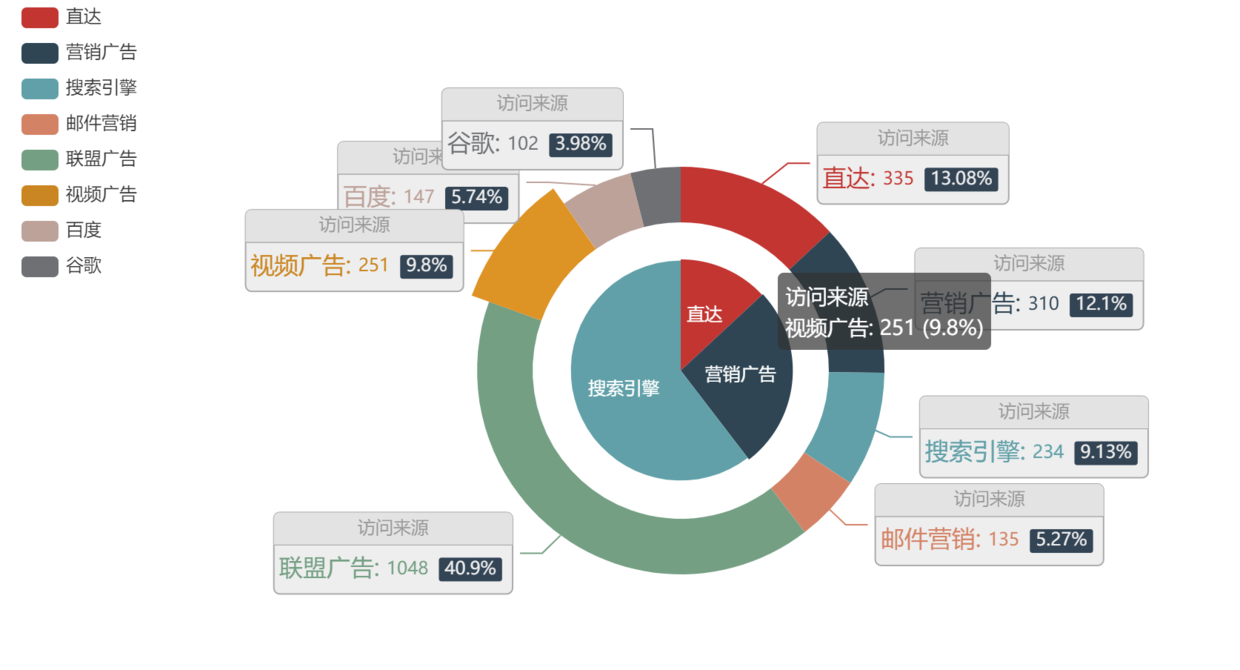 直达
营销广告
搜索引擎
邮件营销
联盟广告
视频广告
百度
谷歌
访问来源
谷歌: 102 3.98%
访问来
百度: 147 5.74%
访问来源
视频广告: 251 9.8%
访问来源
直达: 335 13.08%
访问来源
营销广告: 310 12.1%
访问来源
视频广告: 251 (9.8%)
直达
营销广告
搜索引擎
访问来源
搜索引擎: 234 9.13%
访问来源
邮件营销: 135 5.27%
访问来源
联盟广告: 1048 40.9%